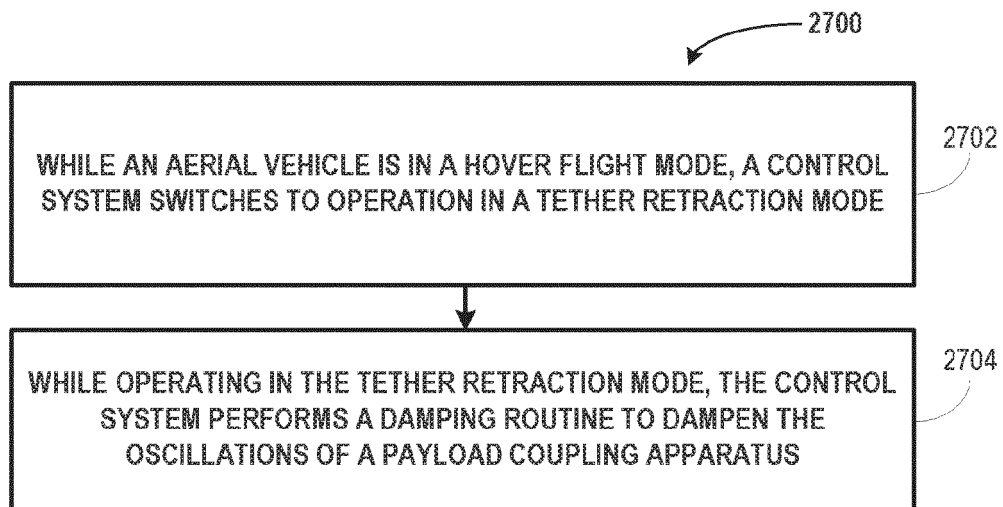 2700
WHILE AN AERIAL VEHICLE IS IN A HOVER FLIGHT MODE, A CONTROL
SYSTEM SWITCHES TO OPERATION IN A TETHER RETRACTION MODE
2702
WHILE OPERATING IN THE TETHER RETRACTION MODE, THE CONTROL
SYSTEM PERFORMS A DAMPING ROUTINE TO DAMPEN THE
OSCILLATIONS OF A PAYLOAD COUPLING APPARATUS
2704